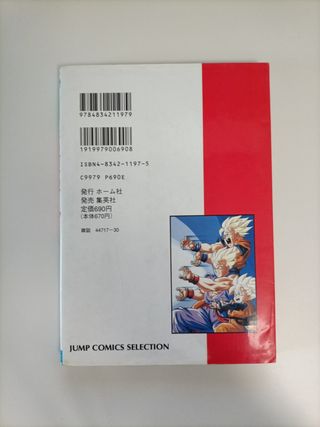 9784834211979
1919979006908
ISBN4-8342-1197-5
C9979 P690E
発行 ホーム社
発売 集英社
定価690円
(本体670円)
雑誌 44717-30
JUMP COMICS SELECTION